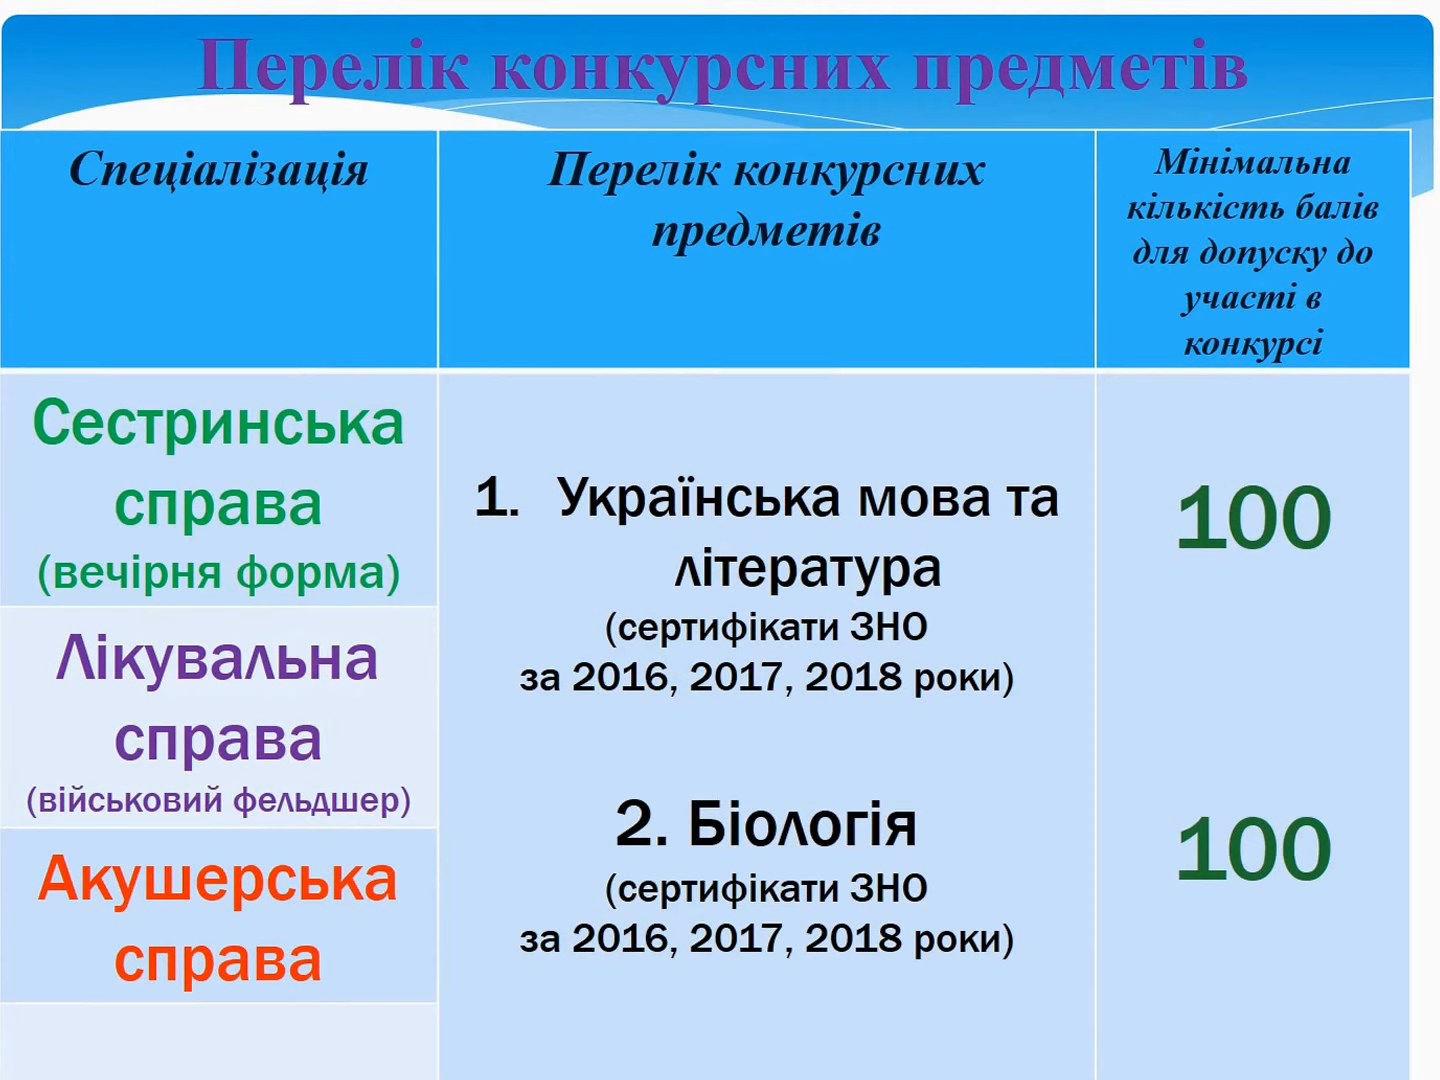 Перелік конкурсних предметів
Спеціалізація
Перелік конкурсних
предметів
Мінімальна
кількість балів
для допуску до
участі в
конкурсі
Сестринська
справа
(вечірня форма)
Лікувальна
справа
(військовий фельдшер)
Акушерська
справа
1. Українська мова та
література
(сертифікати ЗНО
за 2016, 2017, 2018 роки)
2. Біологія
(сертифікати ЗНО
за 2016, 2017, 2018 роки)
100
100